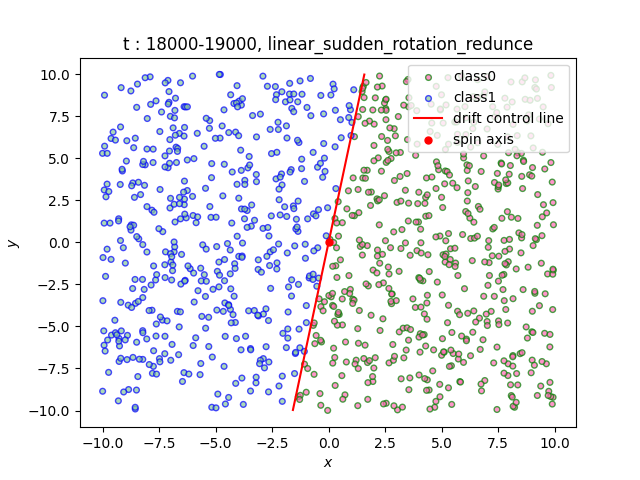 t : 18000-19000, linear_sudden_rotation_redunce
class0
class1
drift control line
spin axis
10.0
7.5
5.0
2.5
0.0
−2.5
−5.0
−7.5
−10.0
y
−10.0 −7.5 −5.0 −2.5 0.0 2.5 5.0 7.5 10.0
x